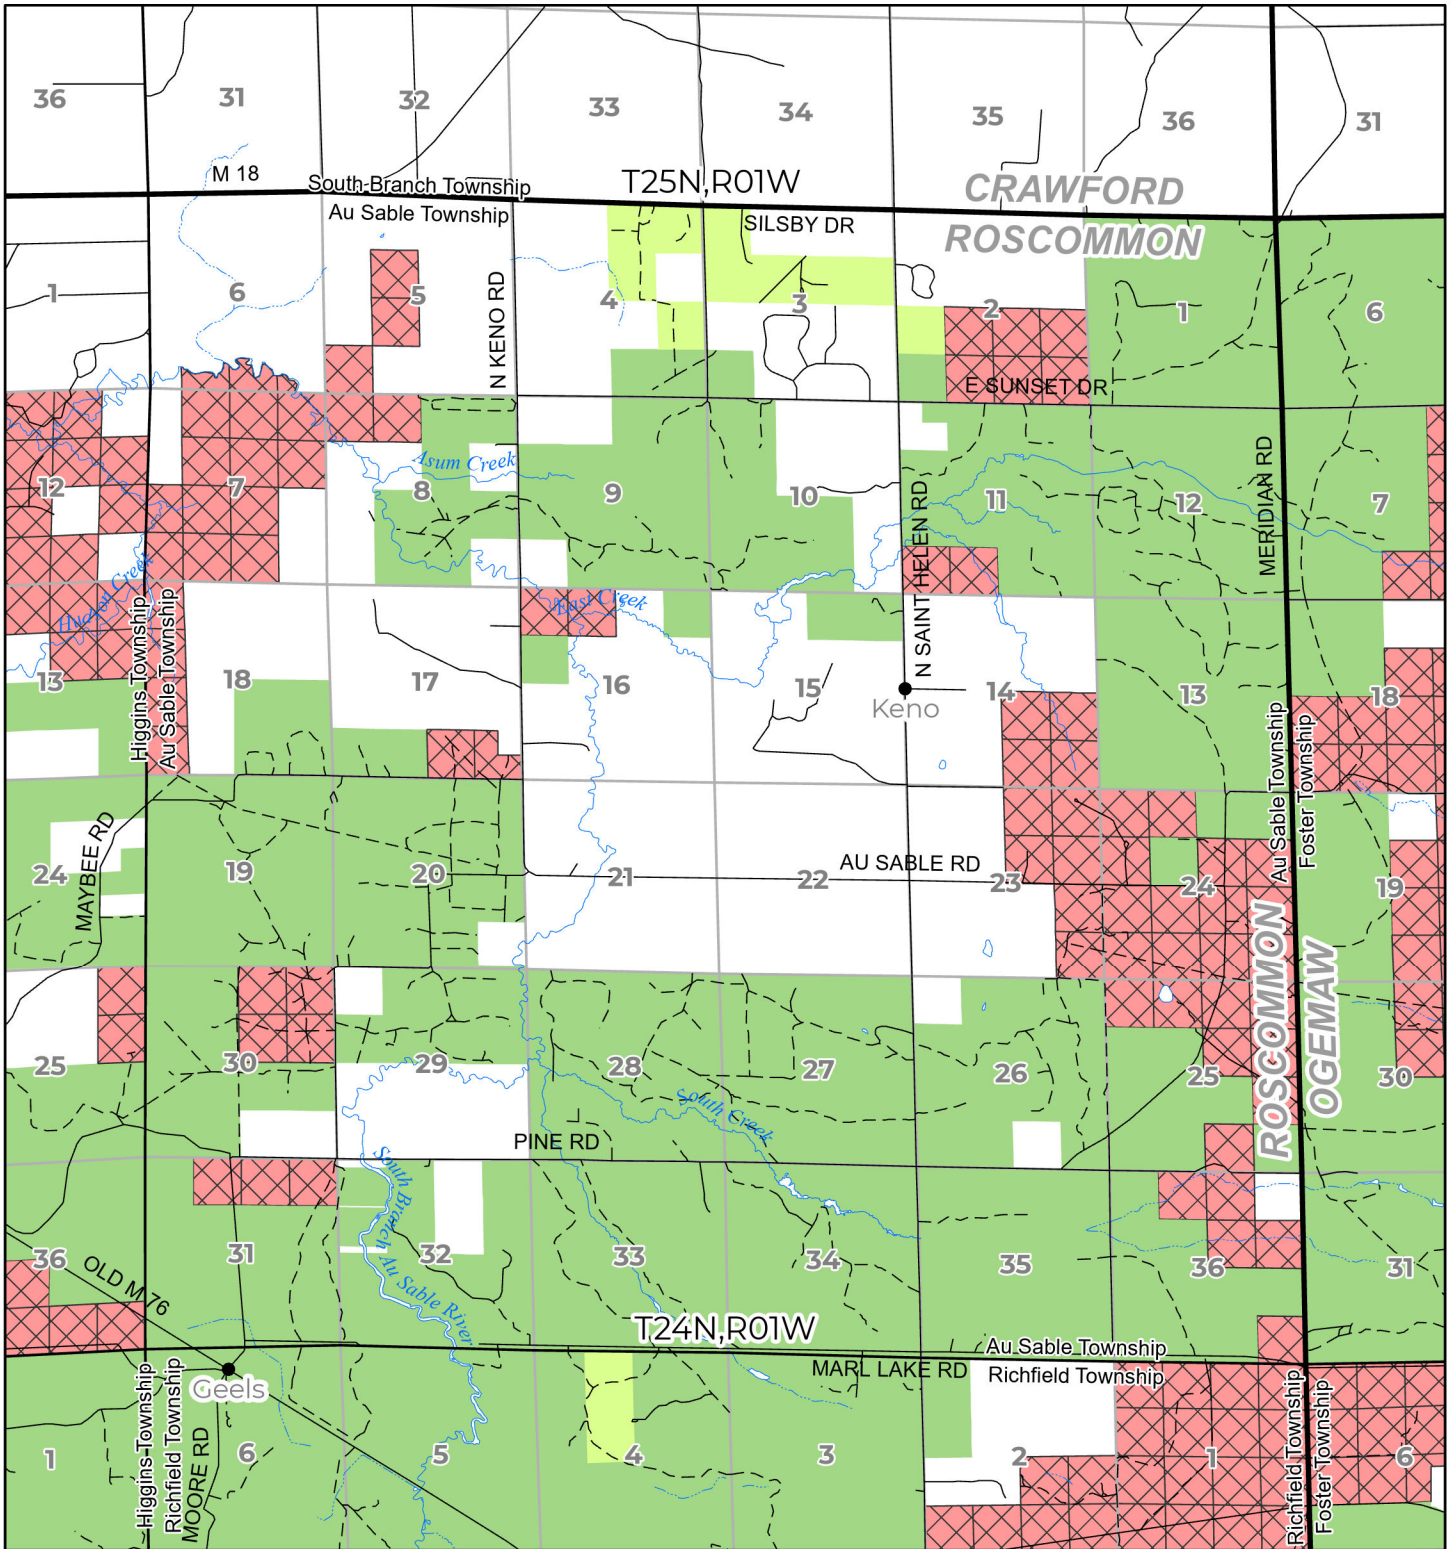 36
31
32
33
34
35
36
31
M 18
South Branch Township
T25N,R01W
CRAWFORD
Au Sable Township
SILSBY DR
ROSCOMMON
1
6
5
N KENO RD
4
3
2
1
6
E SUNSET DR
Asum Creek
12
7
8
9
10
N SAINT HELEN RD
11
12
MERIDIAN RD
7
Hudson Creek
East Creek
Higgins Township
Au Sable Township
13
18
17
16
15
Keno
14
13
18
Au Sable Township
Foster Township
MAYBEE RD
24
19
20
21
22
AU SABLE RD
23
24
19
ROSCOMMON
OGEMAW
25
30
29
28
27
26
25
30
South Creek
PINE RD
South Branch Au Sable River
36
31
32
33
34
35
36
31
OLD M 76
T24N,R01W
Au Sable Township
MARL LAKE RD
Richfield Township
Geels
Higgins Township
Richfield Township
MOORE RD
1
6
5
4
3
2
1
6
Richfield Township
Foster Township